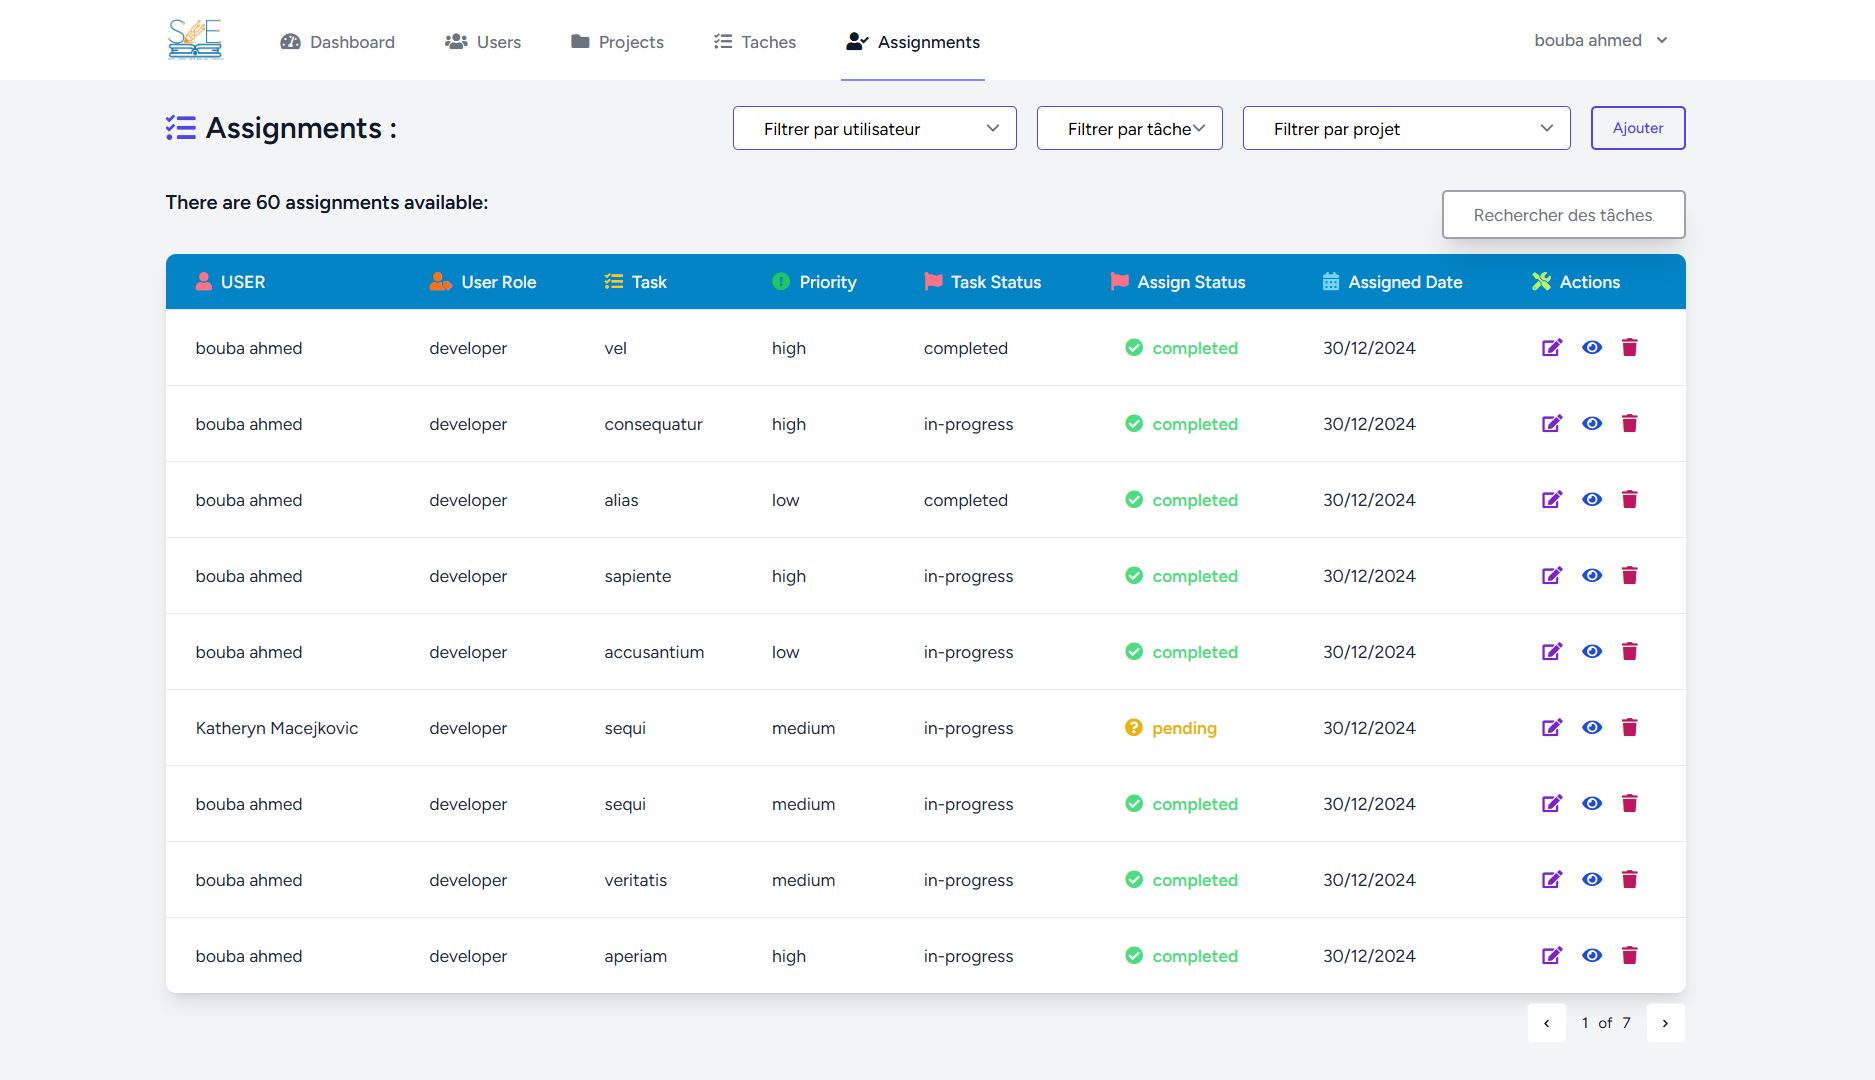 SE
Dashboard Users Projects Taches Assignments bouba ahmed
Assignments : Filtrer par utilisateur Filtrer par tâche Filtrer par projet Ajouter
There are 60 assignments available: Rechercher des tâches
USER User Role Task Priority Task Status Assign Status Assigned Date Actions
bouba ahmed developer vel high completed completed 30/12/2024
bouba ahmed developer consequatur high in-progress completed 30/12/2024
bouba ahmed developer alias low completed completed 30/12/2024
bouba ahmed developer sapiente high in-progress completed 30/12/2024
bouba ahmed developer accusantium low in-progress completed 30/12/2024
Katheryn Macejkovic developer sequi medium in-progress pending 30/12/2024
bouba ahmed developer sequi medium in-progress completed 30/12/2024
bouba ahmed developer veritatis medium in-progress completed 30/12/2024
bouba ahmed developer aperiam high in-progress completed 30/12/2024
‹ 1 of 7 ›